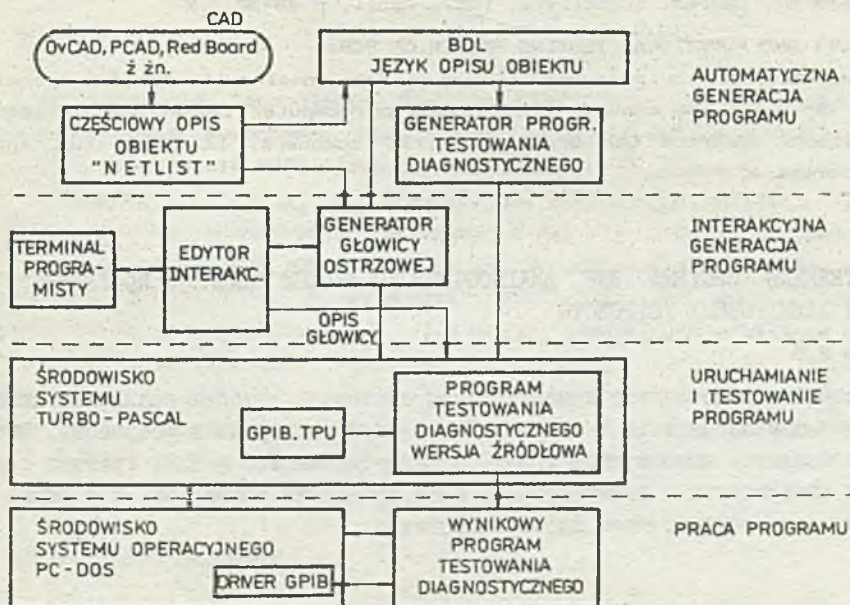 CAD
OvCAD, PCAD, Red Board
ż żn.
BDL
JĘZYK OPISU OBIEKTU
AUTOMATYCZNA
GENERACJA
PROGRAMU
CZĘŚCIOWY OPIS
OBIEKTU
"NETLIST"
GENERATOR PROGR.
TESTOWANIA
DIAGNOSTYCZNEGO
TERMINAL
PROGRA-
MISTY
EDYTOR
INTERAKC.
GENERATOR
GŁOWICY
OSTRZOWEJ
INTERAKCYJNA
GENERACJA
PROGRAMU
OPIS
GŁOWICY
ŚRODOWISKO
SYSTEMU
TURBO-PASCAL
GPIB.TPU
PROGRAM
TESTOWANIA
DIAGNOSTYCZNEGO
WERSJA ŹRÓDŁOWA
URUCHAMIANIE
I TESTOWANIE
PROGRAMU
ŚRODOWISKO
SYSTEMU OPERACYJNEGO
PC-DOS
DRIVER GPIB
WYNIKOWY
PROGRAM
TESTOWANIA
DIAGNOSTYCZNEGO
PRACA PROGRAMU